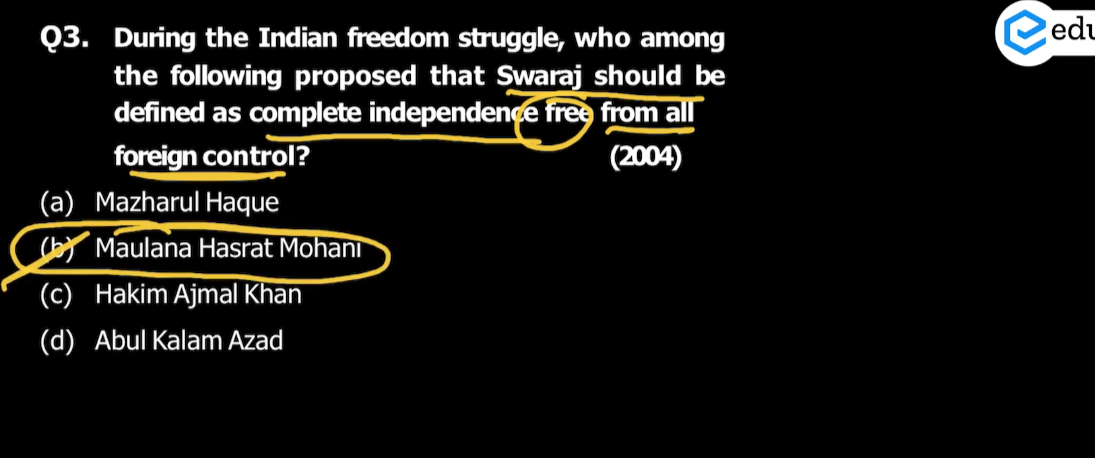 edu
Q3. During the Indian freedom struggle, who among
the following proposed that Swaraj should be
defined as complete independence free from all
foreign control? (2004)
(a) Mazharul Haque
(b) Maulana Hasrat Mohani
(c) Hakim Ajmal Khan
(d) Abul Kalam Azad